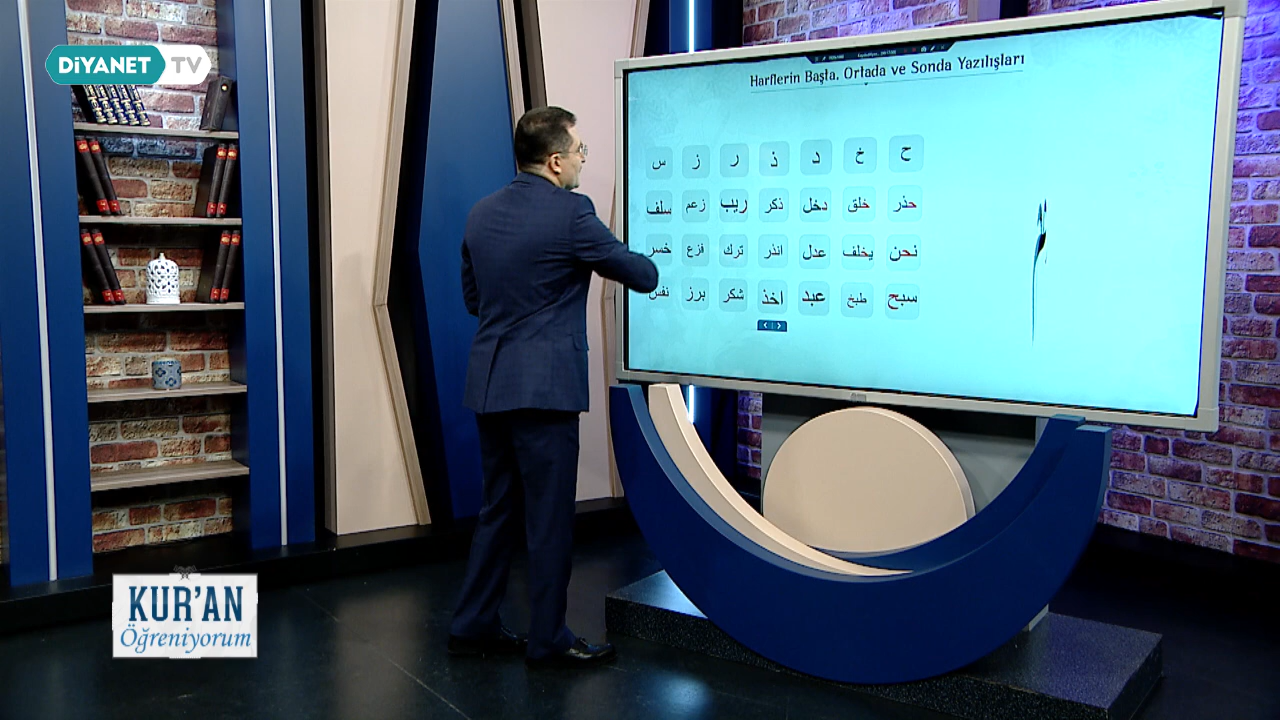 DİYANET TV
Harflerin Başta, Ortada ve Sonda Yazılışları
ح خ د ذ ر ز س
حذر خلق دخل ذكر ريب زعم سلف
نحن يخلف عدل انذر ترك فزع خسر
سبح طبخ عبد اخذ شكر برز نفس
KUR'AN
Öğreniyorum